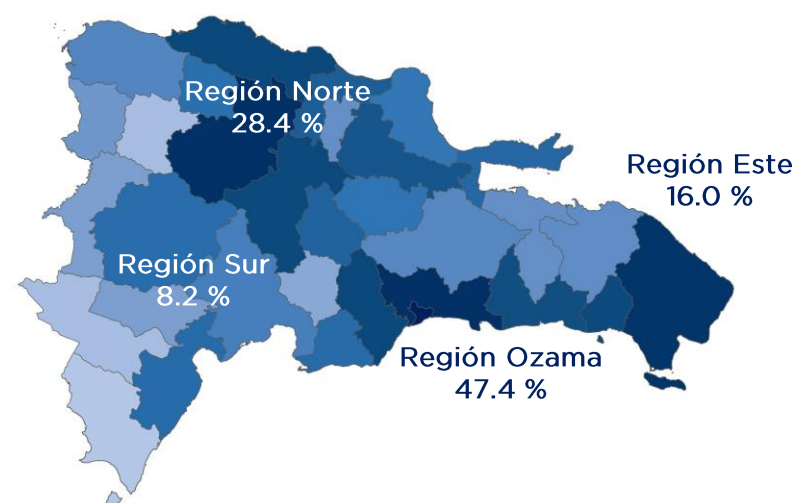 Región Norte
28.4 %
Región Este
16.0 %
Región Sur
8.2 %
Región Ozama
47.4 %